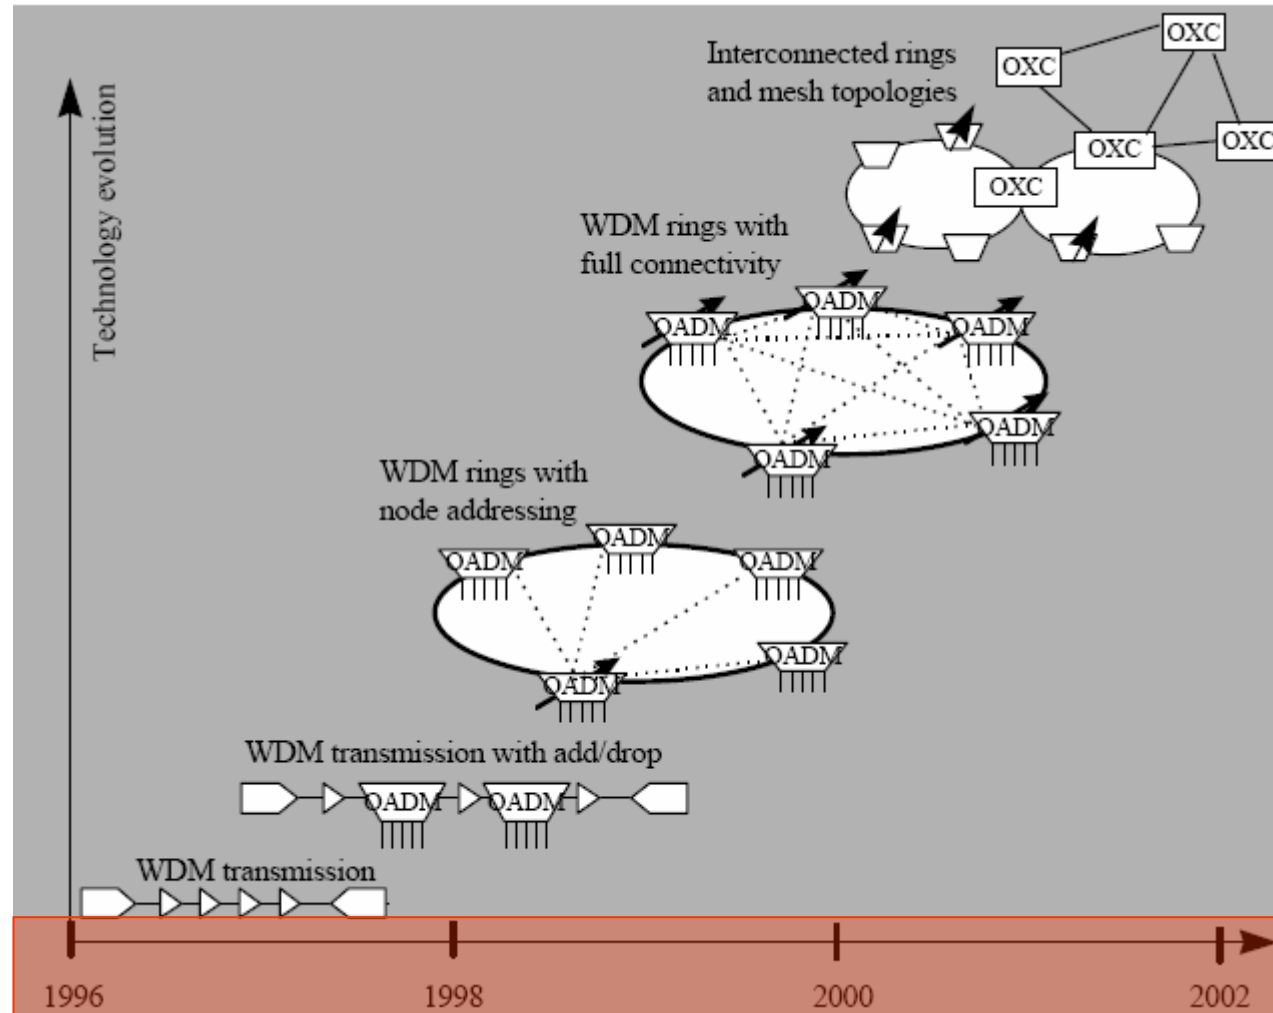 OXC
Interconnected rings
and mesh topologies
OXC
OXC
OXC
OXC
Technology evolution
WDM rings with
full connectivity
OADM
OADM
OADM
OADM
OADM
WDM rings with
node addressing
OADM
OADM
OADM
OADM
OADM
WDM transmission with add/drop
OADM
OADM
WDM transmission
1996
1998
2000
2002